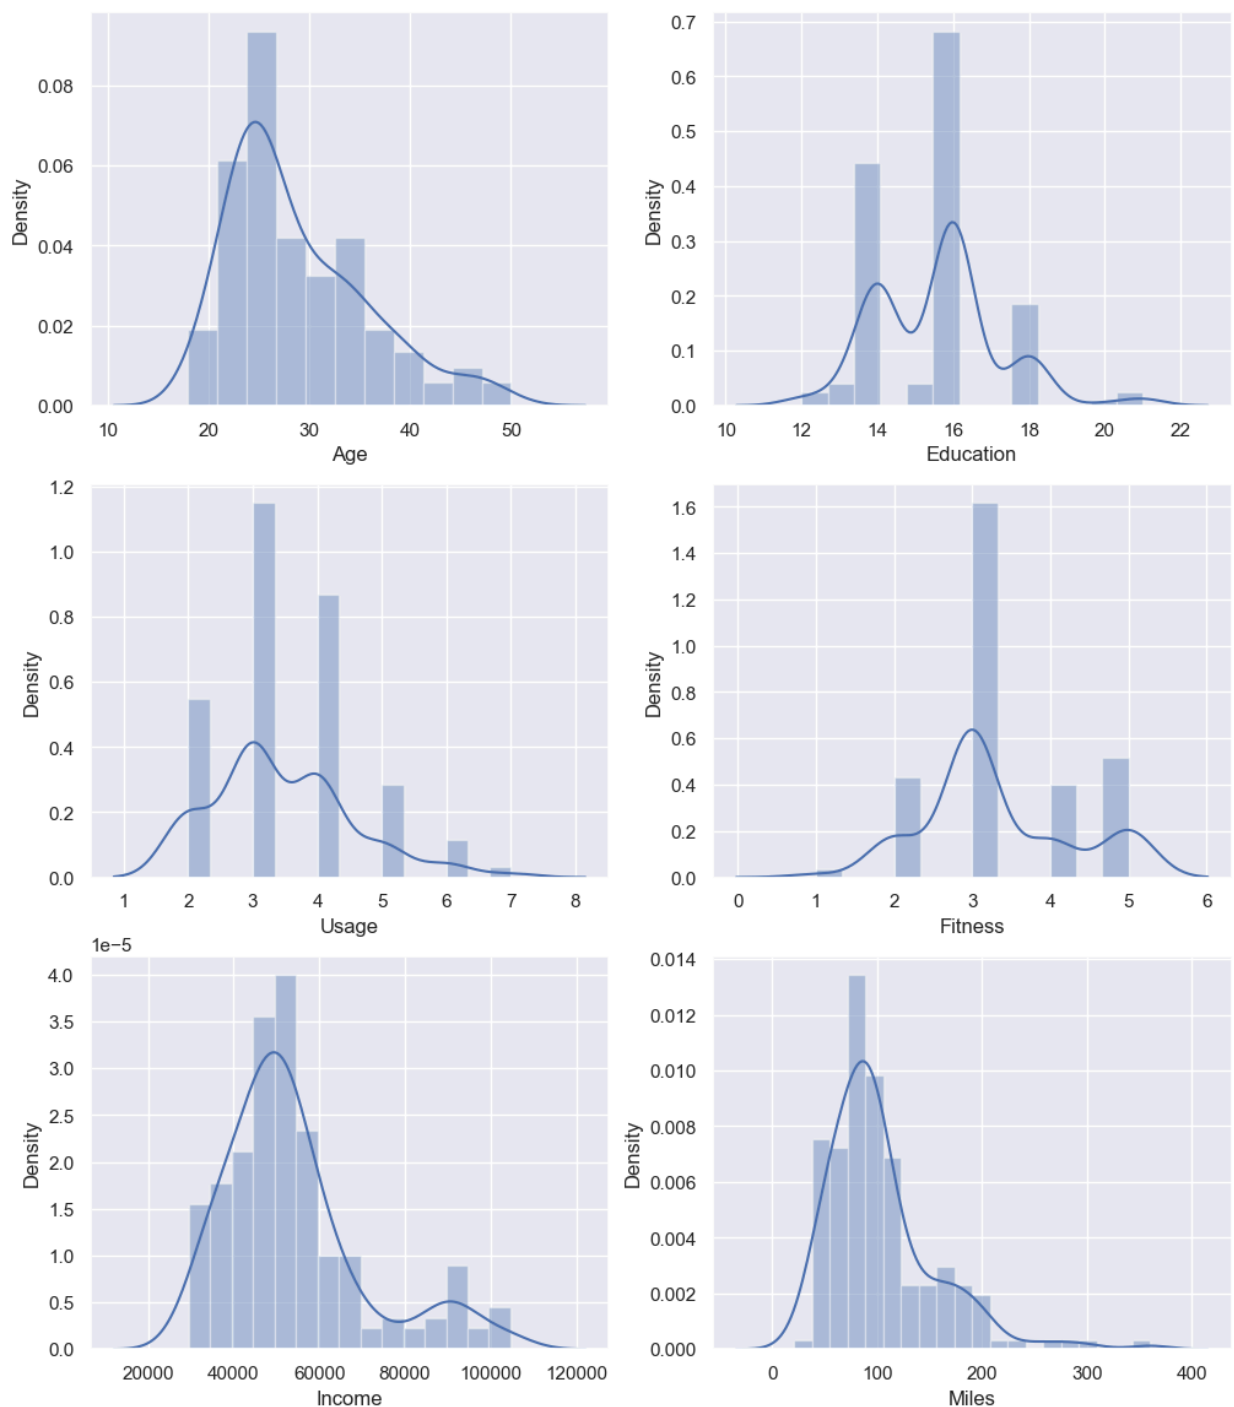 0.08
0.06
0.04
0.02
0.00
Density
10 20 30 40 50
Age
0.7
0.6
0.5
0.4
0.3
0.2
0.1
0.0
Density
10 12 14 16 18 20 22
Education
1.2
1.0
0.8
0.6
0.4
0.2
0.0
Density
1 2 3 4 5 6 7 8
Usage
1.6
1.4
1.2
1.0
0.8
0.6
0.4
0.2
0.0
Density
0 1 2 3 4 5 6
Fitness
1e−5
4.0
3.5
3.0
2.5
2.0
1.5
1.0
0.5
0.0
Density
20000 40000 60000 80000 100000 120000
Income
0.014
0.012
0.010
0.008
0.006
0.004
0.002
0.000
Density
0 100 200 300 400
Miles